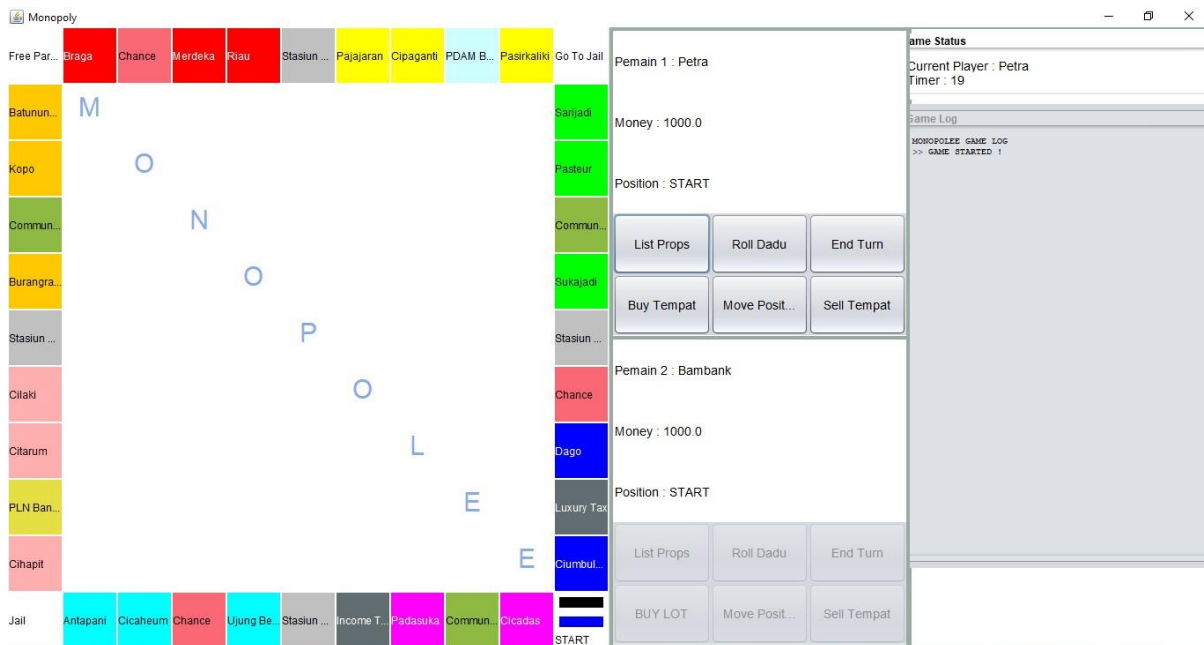 Monopoly
Free Par... Braga Chance Merdeka Riau Stasiun ... Pajajaran Cipaganti PDAM B... Pasirkaliki Go To Jail
Batunun... M Sarijadi
Kopo O Pasteur
Commun... N Commun...
Burangra... O Sukajadi
Stasiun ... P Stasiun ...
Cilaki O Chance
Citarum L Dago
PLN Ban... E Luxury Tax
Cihapit E Ciumbul...
Jail Antapani Cicaheum Chance Ujung Be... Stasiun ... Income T... Padasuka Commun... Cicadas START
Pemain 1 : Petra
Money : 1000.0
Position : START
List Props Roll Dadu End Turn
Buy Tempat Move Posit... Sell Tempat
Pemain 2 : Bambank
Money : 1000.0
Position : START
List Props Roll Dadu End Turn
BUY LOT Move Posit... Sell Tempat
ame Status
Current Player : Petra
Timer : 19
Game Log
MONOPOLEE GAME LOG
>> GAME STARTED !